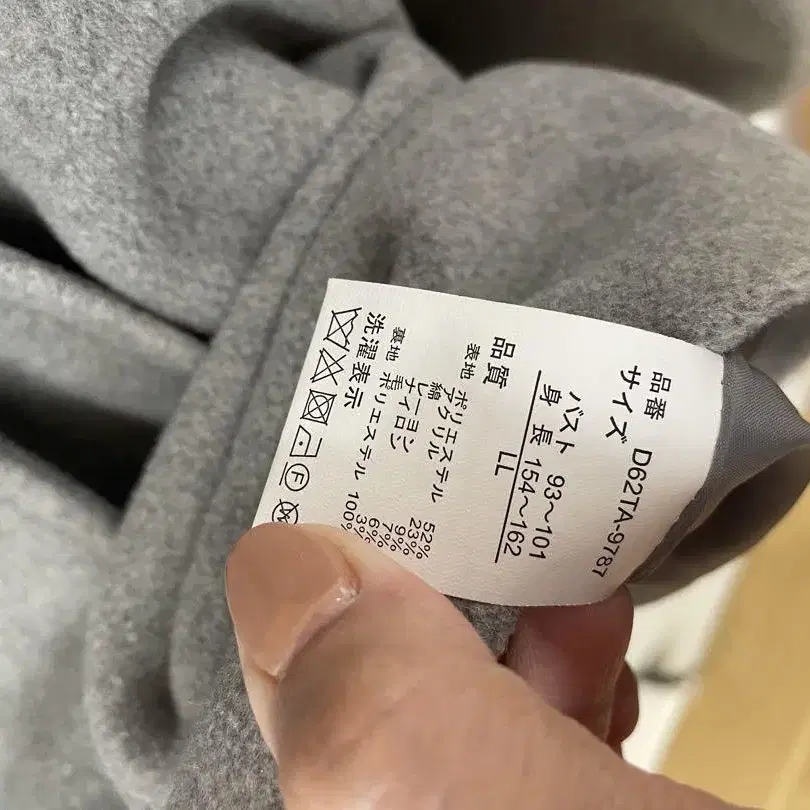 品番 D62TA-9787
サイズ
バスト 93～101
身長 154～162
LL
品質
表地 ポリエステル 52%
アクリル 23%
綿 9%
レーヨン 7%
ナイロン 6%
毛 3%
裏地 ポリエステル 100%
洗濯表示
F